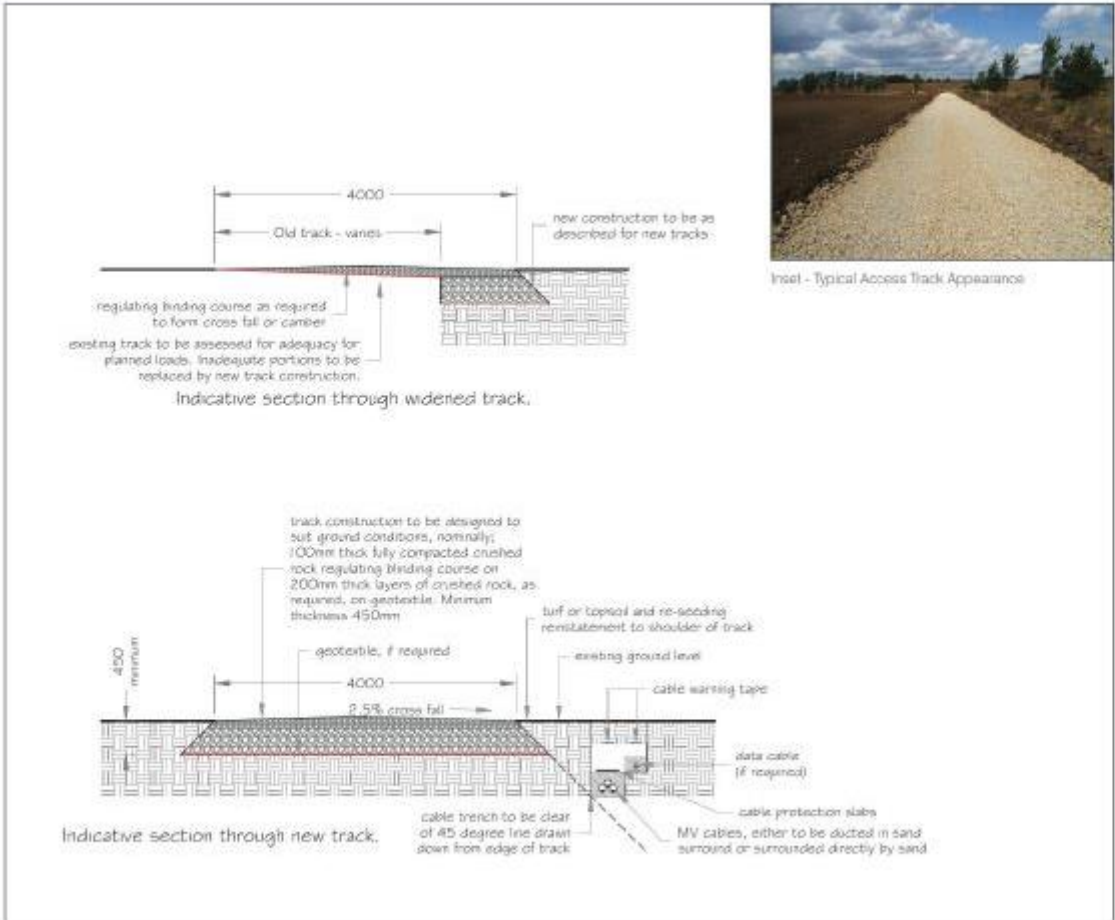 4000
Old track - varies
new construction to be as
described for new tracks
Inset - Typical Access Track Appearance
regulating blinding course as required
to form cross fall or camber
existing track to be assessed for adequacy for
planned loads. Inadequate portions to be
replaced by new track construction.
Indicative section through widened track.
track construction to be designed to
suit ground conditions, nominally;
100mm thick fully compacted crushed
rock regulating blinding course on
200mm thick layers of crushed rock, as
required, on geotextile. Minimum
thickness 450mm
turf or topsoil and re-seeding
reinstatement to shoulder of track
geotextile, if required
existing ground level
450
minimum
4000
cable warning tape
2.5% cross fall
data cable
(if required)
cable protection slabs
cable trench to be clear
of 45 degree line drawn
down from edge of track
MV cables, either to be ducted in sand
surround or surrounded directly by sand
Indicative section through new track.